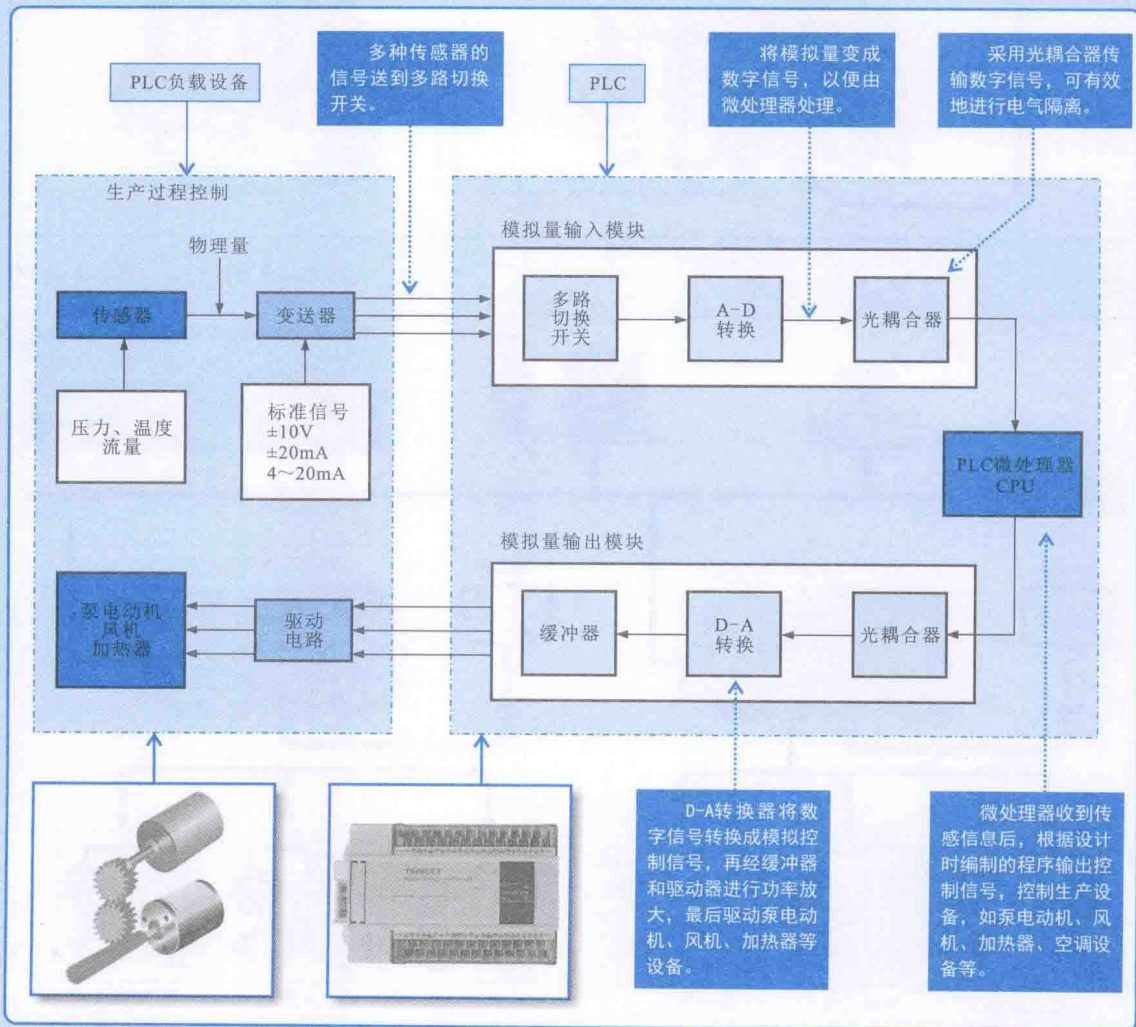 PLC负载设备
多种传感器的
信号送到多路切换
开关。
PLC
将模拟量变成
数字信号，以便由
微处理器处理。
采用光耦合器传
输数字信号，可有效
地进行电气隔离。
生产过程控制
物理量
传感器
变送器
压力、温度
流量
标准信号
±10V
±20mA
4～20mA
模拟量输入模块
多路
切换
开关
A-D
转换
光耦合器
PLC微处理器
CPU
模拟量输出模块
泵电动机
风机
加热器
驱动
电路
缓冲器
D-A
转换
光耦合器
D-A转换器将数
字信号转换成模拟控
制信号，再经缓冲器
和驱动器进行功率放
大，最后驱动泵电动
机、风机、加热器等
设备。
微处理器收到传
感信息后，根据设计
时编制的程序输出控
制信号，控制生产设
备，如泵电动机、风
机、加热器、空调设
备等。